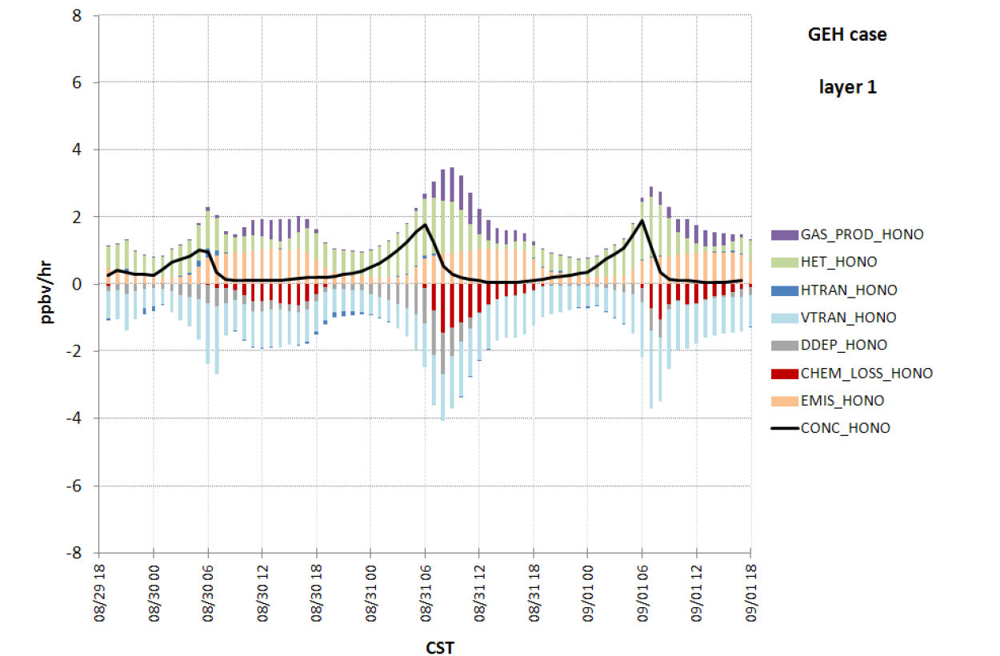 GEH case
layer 1
8
6
4
2
0
-2
-4
-6
-8
ppbv/hr
08/29 18
08/30 00
08/30 06
08/30 12
08/30 18
08/31 00
08/31 06
08/31 12
08/31 18
09/01 00
09/01 06
09/01 12
09/01 18
CST
GAS_PROD_HONO
HET_HONO
HTRAN_HONO
VTRAN_HONO
DDEP_HONO
CHEM_LOSS_HONO
EMIS_HONO
CONC_HONO